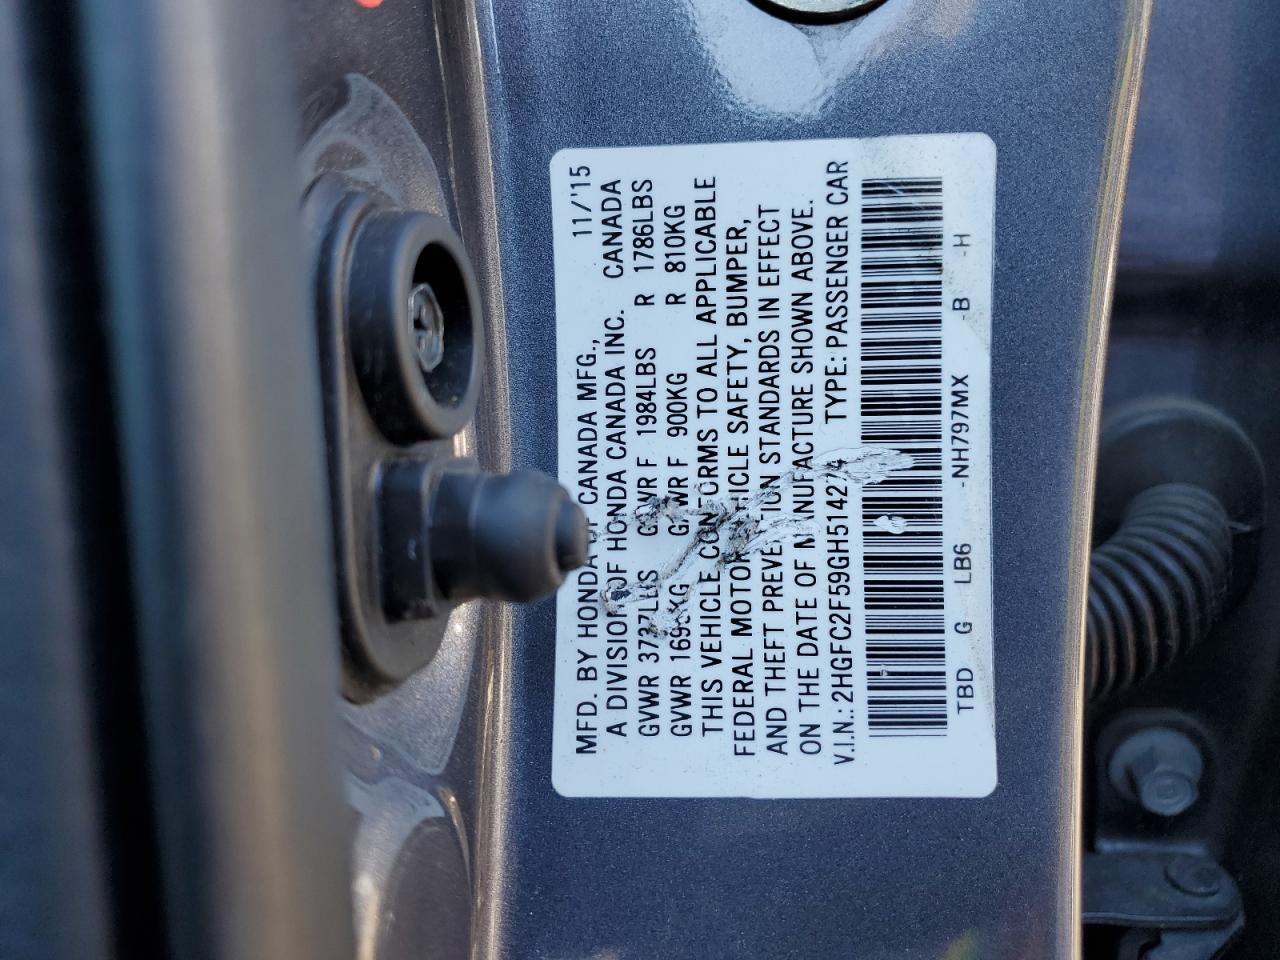 MFD. BY HONDA OF CANADA MFG., 11/'15
A DIVISION OF HONDA CANADA INC. CANADA
GVWR 3737LBS GAWR F 1984LBS R 1786LBS
GVWR 1695KG GAWR F 900KG R 810KG
THIS VEHICLE CONFORMS TO ALL APPLICABLE
FEDERAL MOTOR VEHICLE SAFETY, BUMPER,
AND THEFT PREVENTION STANDARDS IN EFFECT
ON THE DATE OF MANUFACTURE SHOWN ABOVE.
V.I.N.: 2HGFC2F59GH514274 TYPE: PASSENGER CAR
TBD G LB6 -NH797MX -B -H